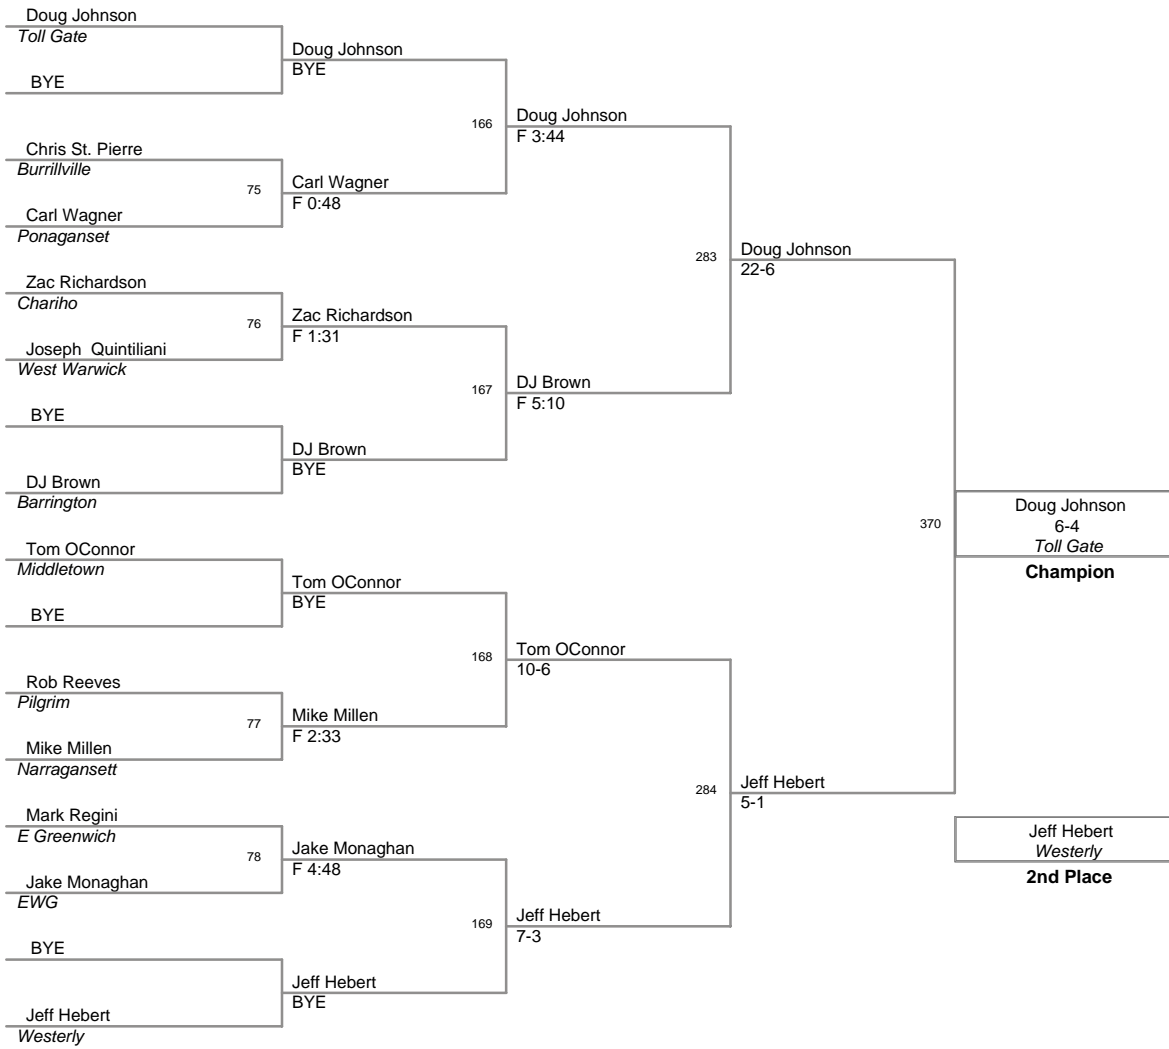 Doug Johnson
Toll Gate
BYE
Chris St. Pierre
Burrillville
Carl Wagner
Ponaganset
Zac Richardson
Chariho
Joseph  Quintiliani
West Warwick
BYE
DJ Brown
Barrington
Tom OConnor
Middletown
BYE
Rob Reeves
Pilgrim
Mike Millen
Narragansett
Mark Regini
E Greenwich
Jake Monaghan
EWG
BYE
Jeff Hebert
Westerly
75
76
77
78
Doug Johnson
BYE
Carl Wagner
F 0:48
Zac Richardson
F 1:31
DJ Brown
BYE
Tom OConnor
BYE
Mike Millen
F 2:33
Jake Monaghan
F 4:48
Jeff Hebert
BYE
166
167
168
169
Doug Johnson
F 3:44
DJ Brown
F 5:10
Tom OConnor
10-6
Jeff Hebert
7-3
283
284
Doug Johnson
22-6
Jeff Hebert
5-1
370
Doug Johnson
6-4
Toll Gate
Champion
Jeff Hebert
Westerly
2nd Place